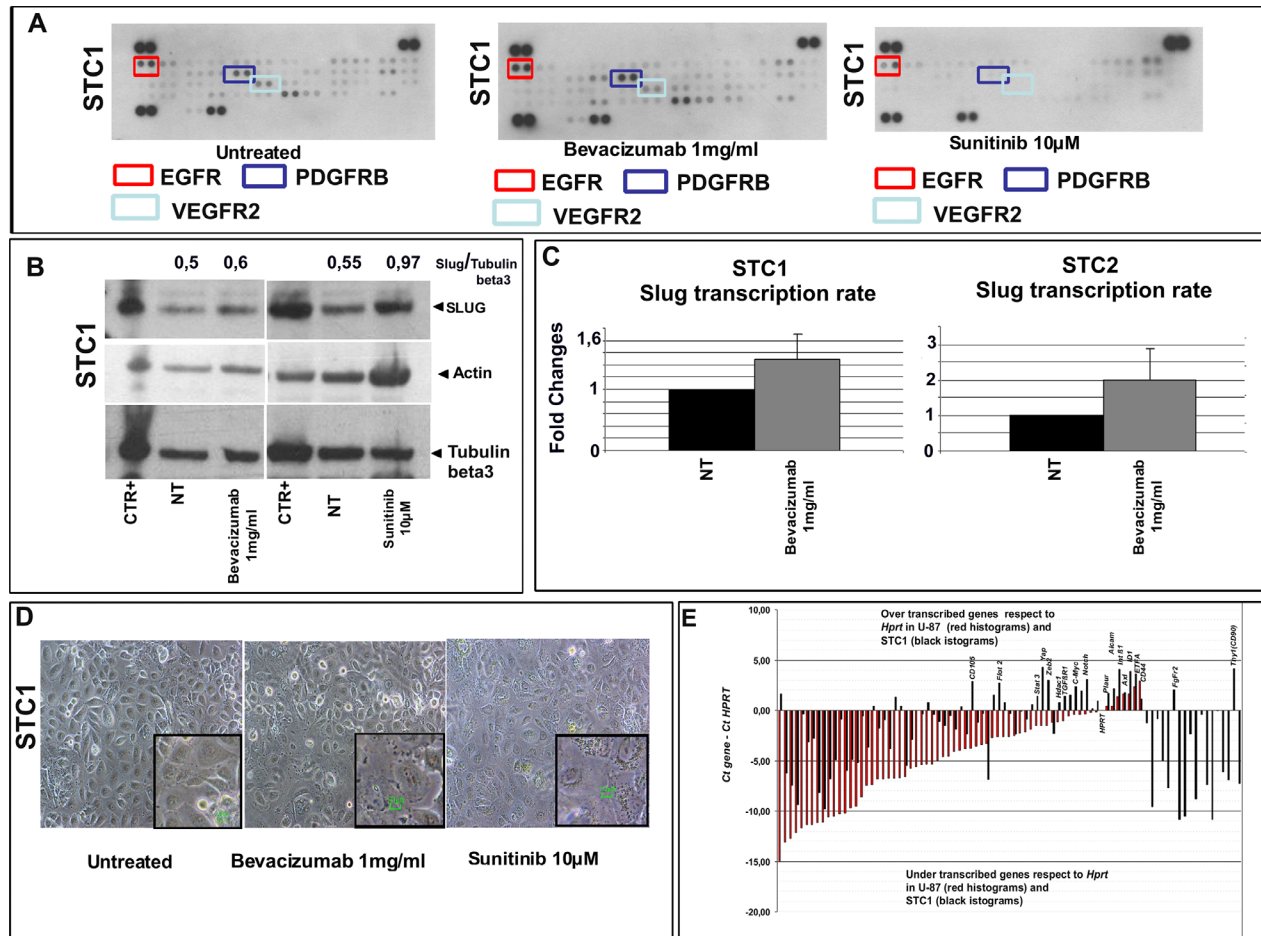 A
STC1
Untreated
EGFR PDGFRB
VEGFR2
STC1
Bevacizumab 1mg/ml
EGFR PDGFRB
VEGFR2
STC1
Sunitinib 10µM
EGFR PDGFRB
VEGFR2
B
0,5 0,6 0,55 0,97 Slug/Tubulin
beta3
STC1
SLUG
Actin
Tubulin
beta3
CTR+
NT
Bevacizumab
1mg/ml
CTR+
NT
Sunitinib
10µM
C
STC1
Slug transcription rate
Fold Changes
1,6
1
0
NT
Bevacizumab
1mg/ml
STC2
Slug transcription rate
3
2
1
0
NT
Bevacizumab
1mg/ml
D
STC1
Untreated
Bevacizumab 1mg/ml
Sunitinib 10µM
E
Ct gene - Ct HPRT
10,00
5,00
0,00
-5,00
-10,00
-15,00
-20,00
Over transcribed genes respect to
Hprt in U-87 (red histograms) and
STC1 (black istograms)
CD105
Flot 2
Stat 3
Yap
Zeb2
Hdac1
TGFBR1
C-Myc
Notch
HPRT
Plaur
Alcam
Int ß1
Axl
ID1
ETFA
CD44
FgFr2
Thy1(CD90)
Under transcribed genes respect to Hprt
in U-87 (red histograms) and
STC1 (black istograms)